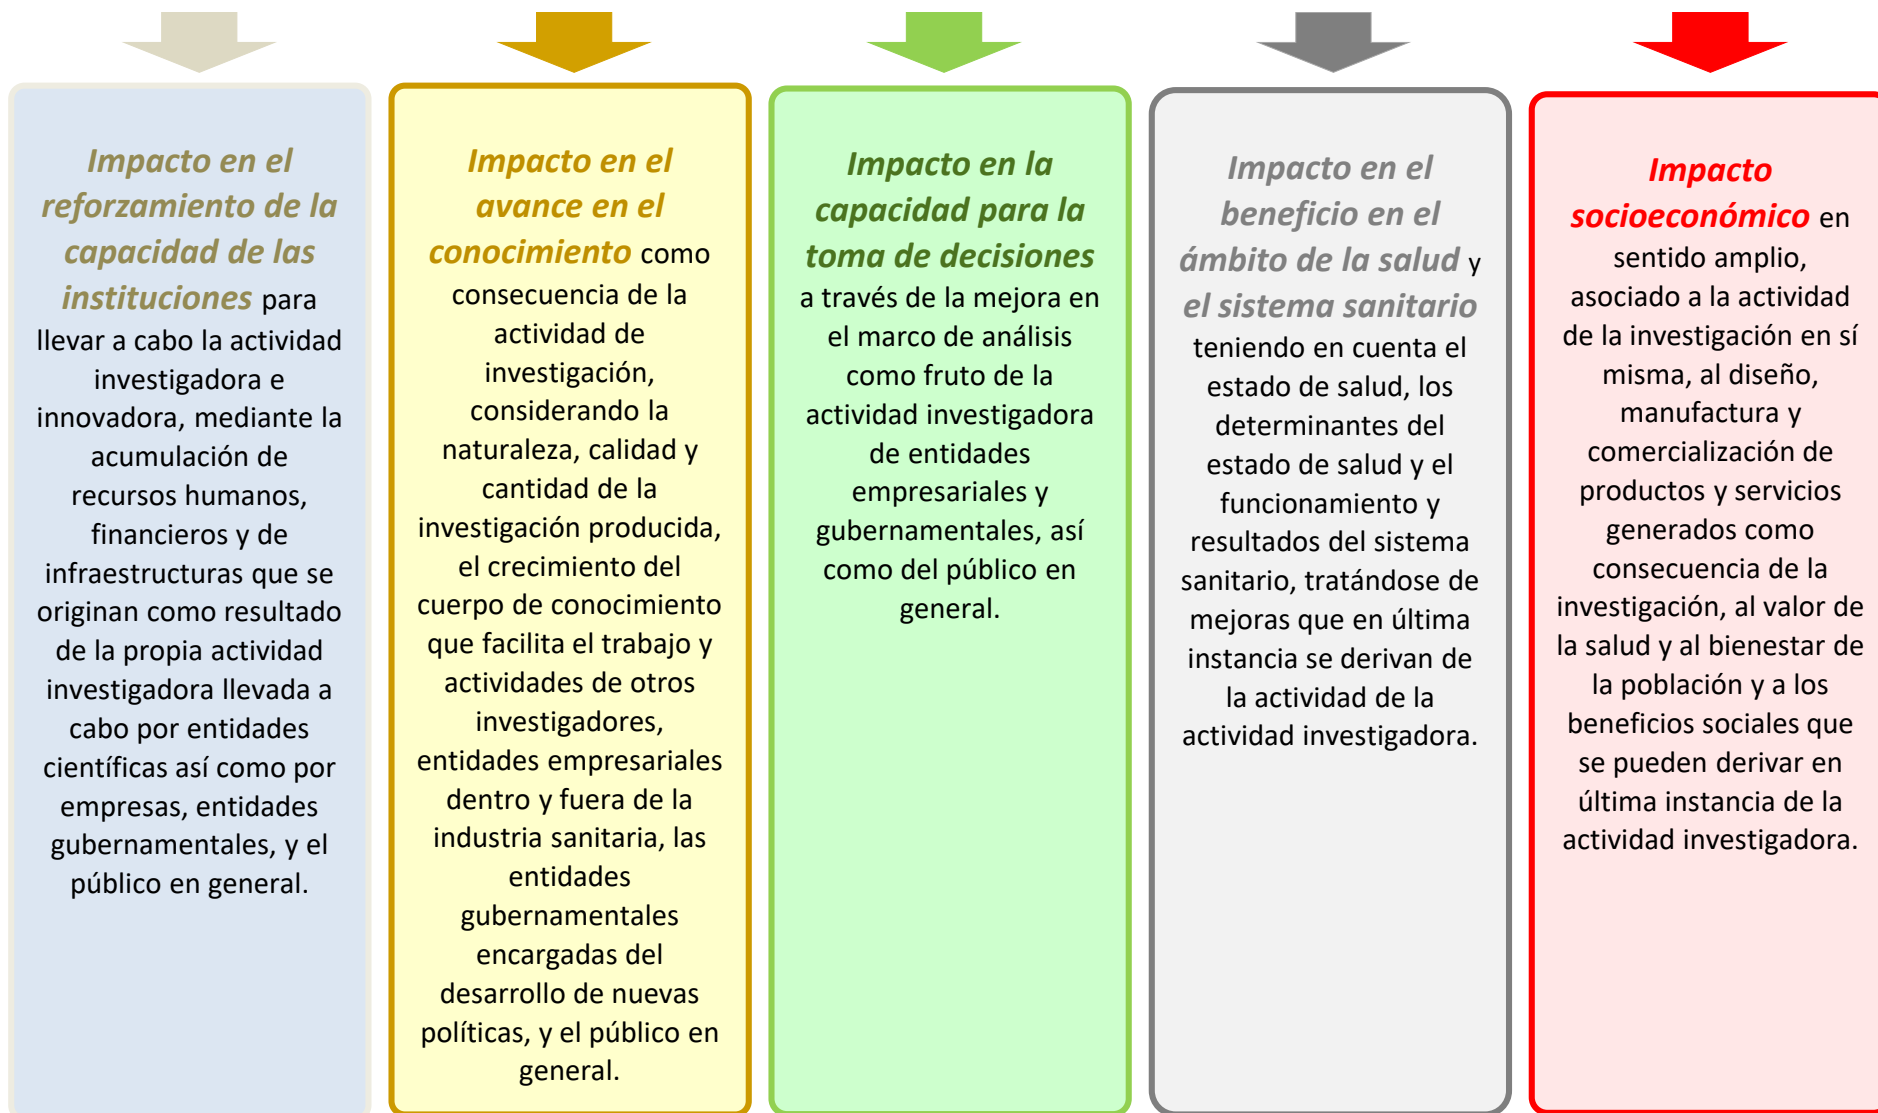 Impacto en el
reforzamiento de la
capacidad de las
instituciones para
llevar a cabo la actividad
investigadora e
innovadora, mediante la
acumulación de
recursos humanos,
financieros y de
infraestructuras que se
originan como resultado
de la propia actividad
investigadora llevada a
cabo por entidades
científicas así como por
empresas, entidades
gubernamentales, y el
público en general.
Impacto en el
avance en el
conocimiento como
consecuencia de la
actividad de
investigación,
considerando la
naturaleza, calidad y
cantidad de la
investigación producida,
el crecimiento del
cuerpo de conocimiento
que facilita el trabajo y
actividades de otros
investigadores,
entidades empresariales
dentro y fuera de la
industria sanitaria, las
entidades
gubernamentales
encargadas del
desarrollo de nuevas
políticas, y el público en
general.
Impacto en la
capacidad para la
toma de decisiones
a través de la mejora en
el marco de análisis
como fruto de la
actividad investigadora
de entidades
empresariales y
gubernamentales, así
como del público en
general.
Impacto en el
beneficio en el
ámbito de la salud y
el sistema sanitario
teniendo en cuenta el
estado de salud, los
determinantes del
estado de salud y el
funcionamiento y
resultados del sistema
sanitario, tratándose de
mejoras que en última
instancia se derivan de
la actividad de la
actividad investigadora.
Impacto
socioeconómico en
sentido amplio,
asociado a la actividad
de la investigación en sí
misma, al diseño,
manufactura y
comercialización de
productos y servicios
generados como
consecuencia de la
investigación, al valor de
la salud y al bienestar de
la población y a los
beneficios sociales que
se pueden derivar en
última instancia de la
actividad investigadora.